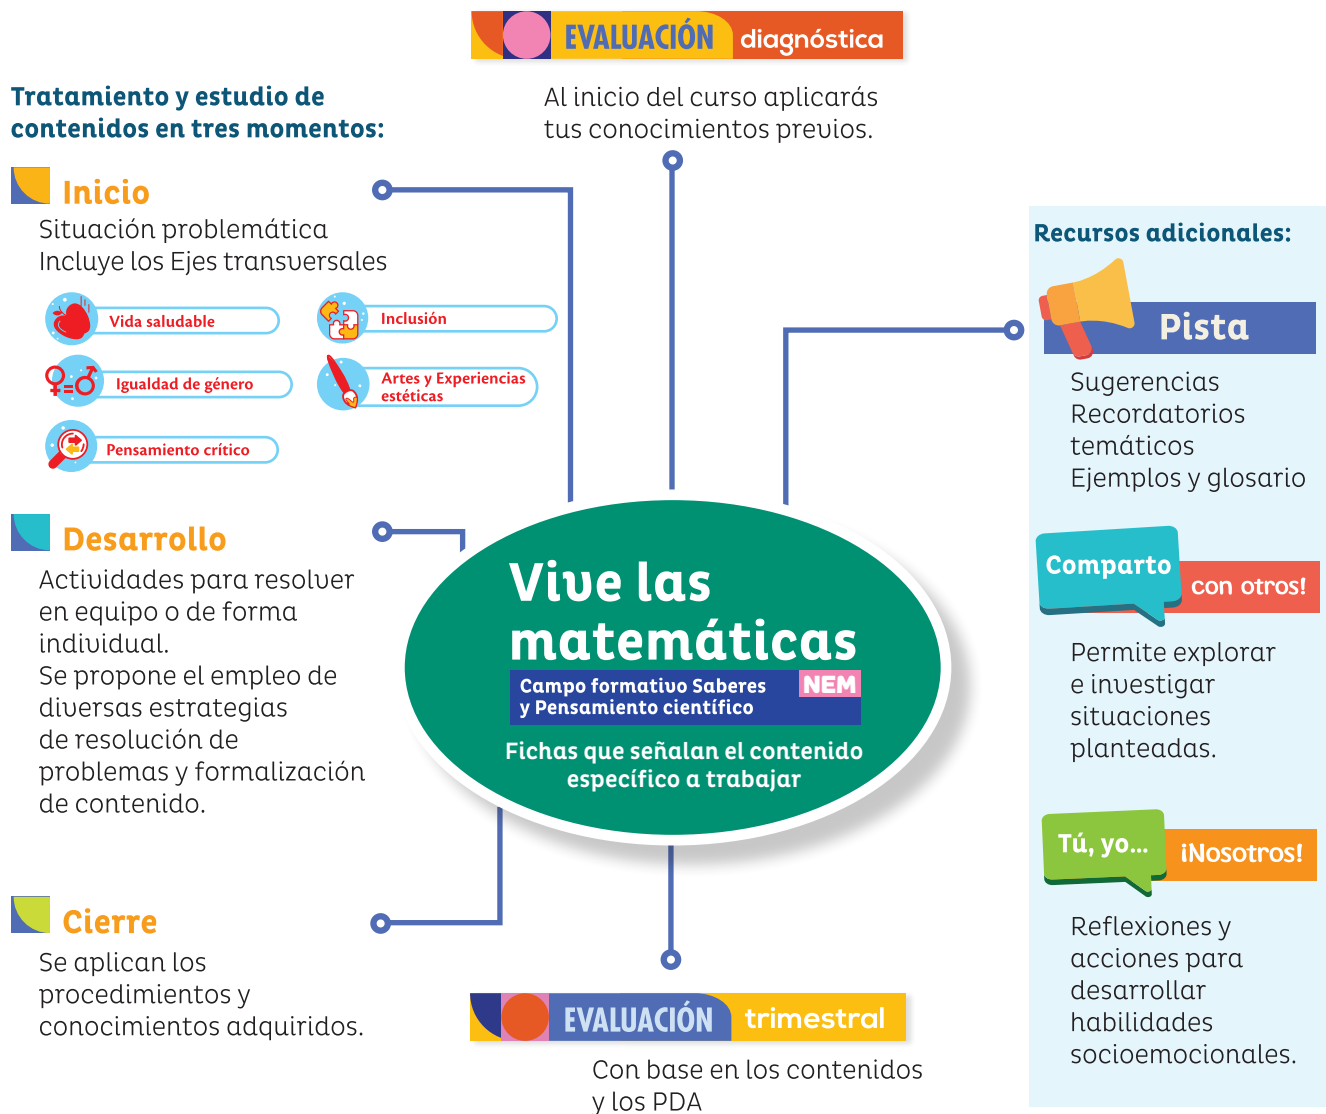 EVALUACIÓN diagnóstica
Al inicio del curso aplicarás
tus conocimientos previos.
Tratamiento y estudio de
contenidos en tres momentos:
Inicio
Situación problemática
Incluye los Ejes transversales
Vida saludable
Inclusión
Igualdad de género
Artes y Experiencias
estéticas
Pensamiento crítico
Desarrollo
Actividades para resolver
en equipo o de forma
individual.
Se propone el empleo de
diversas estrategias
de resolución de
problemas y formalización
de contenido.
Cierre
Se aplican los
procedimientos y
conocimientos adquiridos.
Vive las
matemáticas
Campo formativo Saberes
y Pensamiento científico
NEM
Fichas que señalan el contenido
específico a trabajar
EVALUACIÓN trimestral
Con base en los contenidos
y los PDA
Recursos adicionales:
Pista
Sugerencias
Recordatorios
temáticos
Ejemplos y glosario
Comparto
con otros!
Permite explorar
e investigar
situaciones
planteadas.
Tú, yo...
¡Nosotros!
Reflexiones y
acciones para
desarrollar
habilidades
socioemocionales.